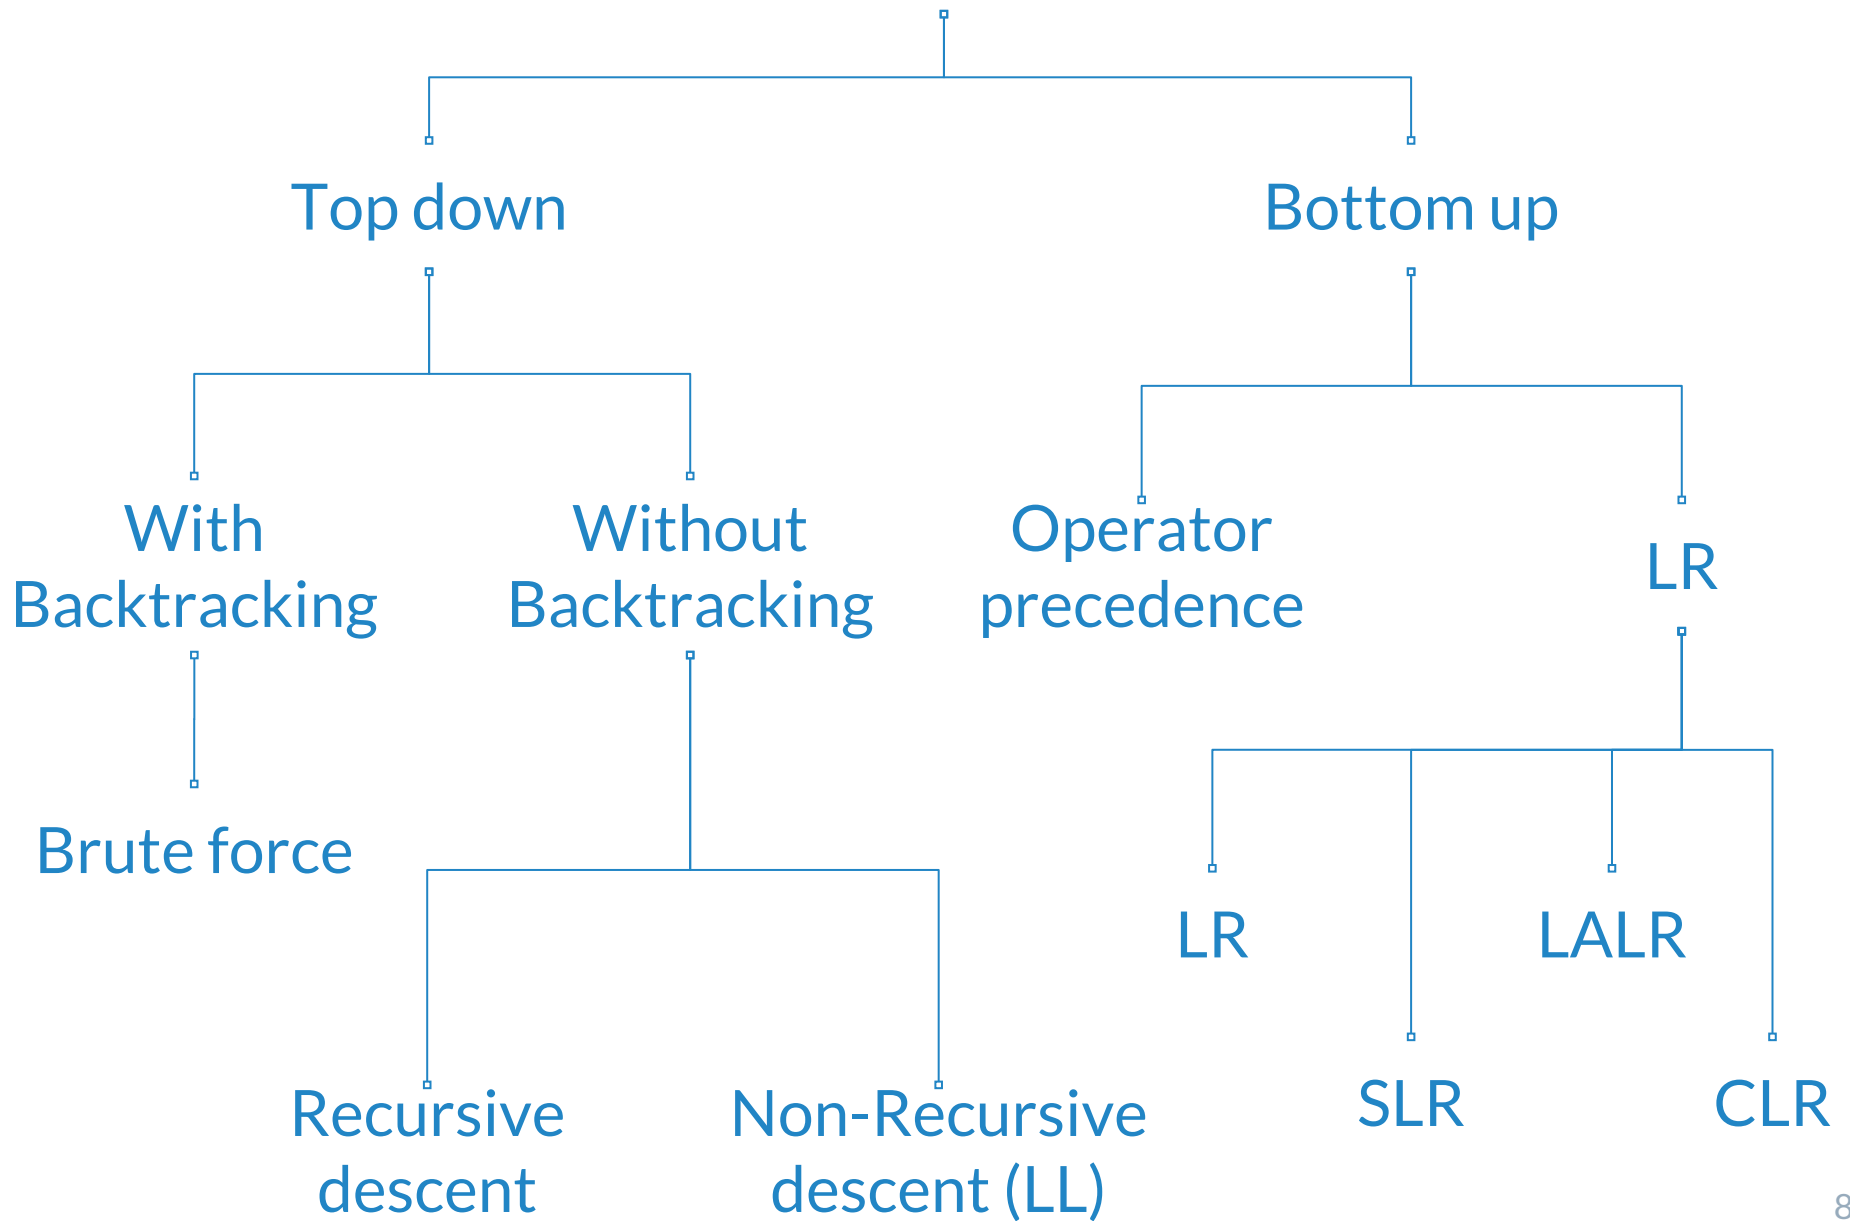 Top down
Bottom up
With
Backtracking
Without
Backtracking
Operator
precedence
LR
Brute force
LR
LALR
SLR
CLR
Recursive
descent
Non-Recursive
descent (LL)
8